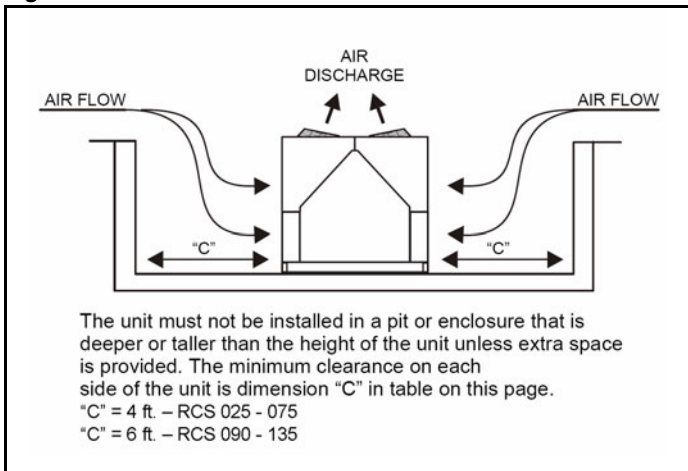 AIR
DISCHARGE
AIR FLOW
AIR FLOW
“C”
“C”
The unit must not be installed in a pit or enclosure that is
deeper or taller than the height of the unit unless extra space
is provided. The minimum clearance on each
side of the unit is dimension “C” in table on this page.
“C” = 4 ft. – RCS 025 - 075
“C” = 6 ft. – RCS 090 - 135